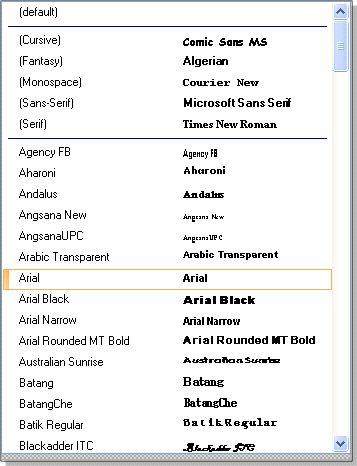 (default)
(Cursive) Comic Sans MS
(Fantasy) Algerian
(Monospace) Courier New
(Sans-Serif) Microsoft Sans Serif
(Serif) Times New Roman
Agency FB Agency FB
Aharoni Aharoni
Andalus Andalus
Angsana New Angsana New
AngsanaUPC AngsanaUPC
Arabic Transparent Arabic Transparent
Arial Arial
Arial Black Arial Black
Arial Narrow Arial Narrow
Arial Rounded MT Bold Arial Rounded MT Bold
Australian Sunrise Australian Sunrise
Batang Batang
BatangChe BatangChe
Batik Regular Batik Regular
Blackadder ITC Blackadder ITC